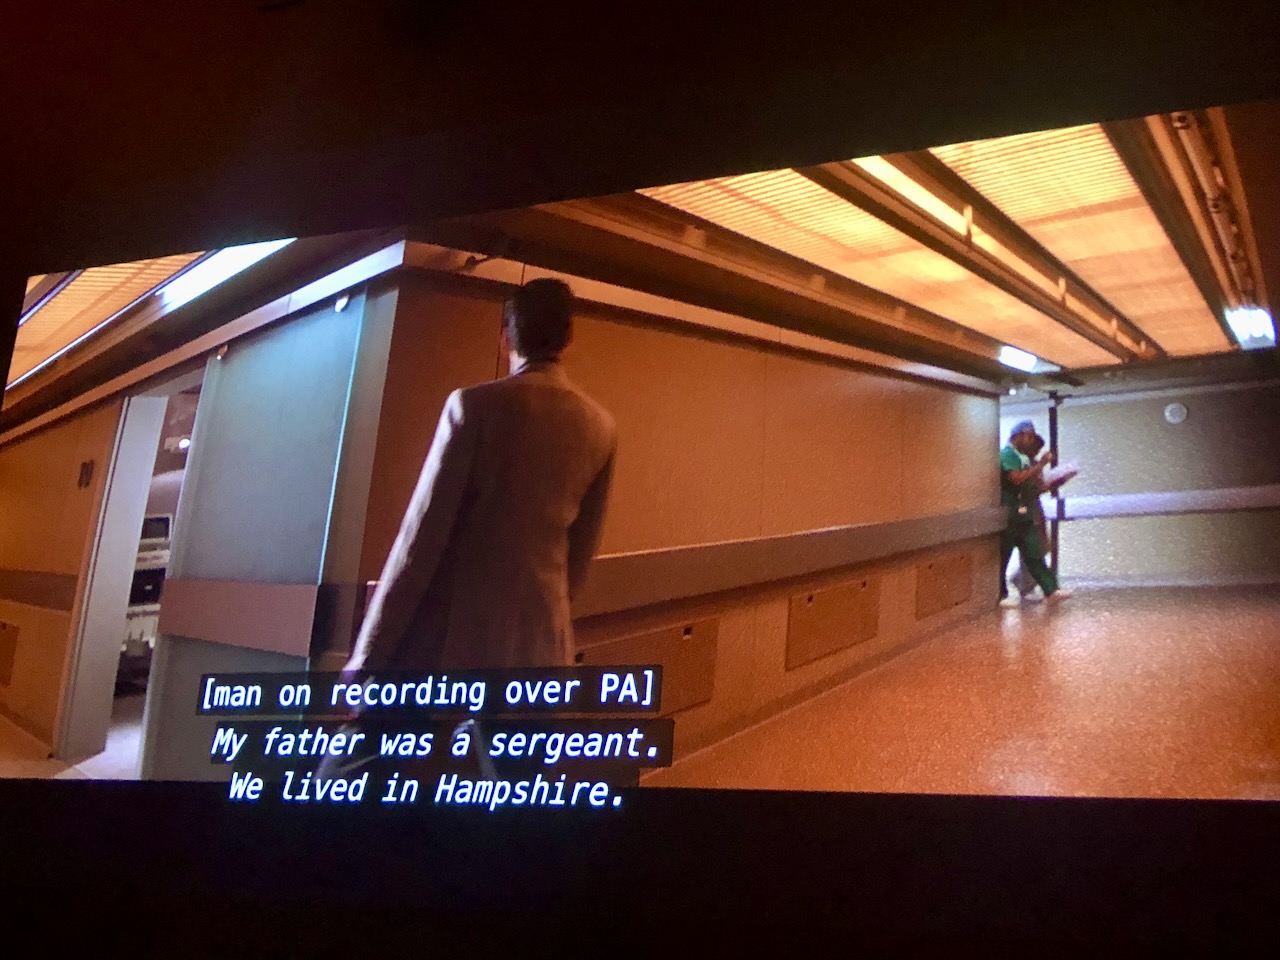 [man on recording over PA]
My father was a sergeant.
We lived in Hampshire.